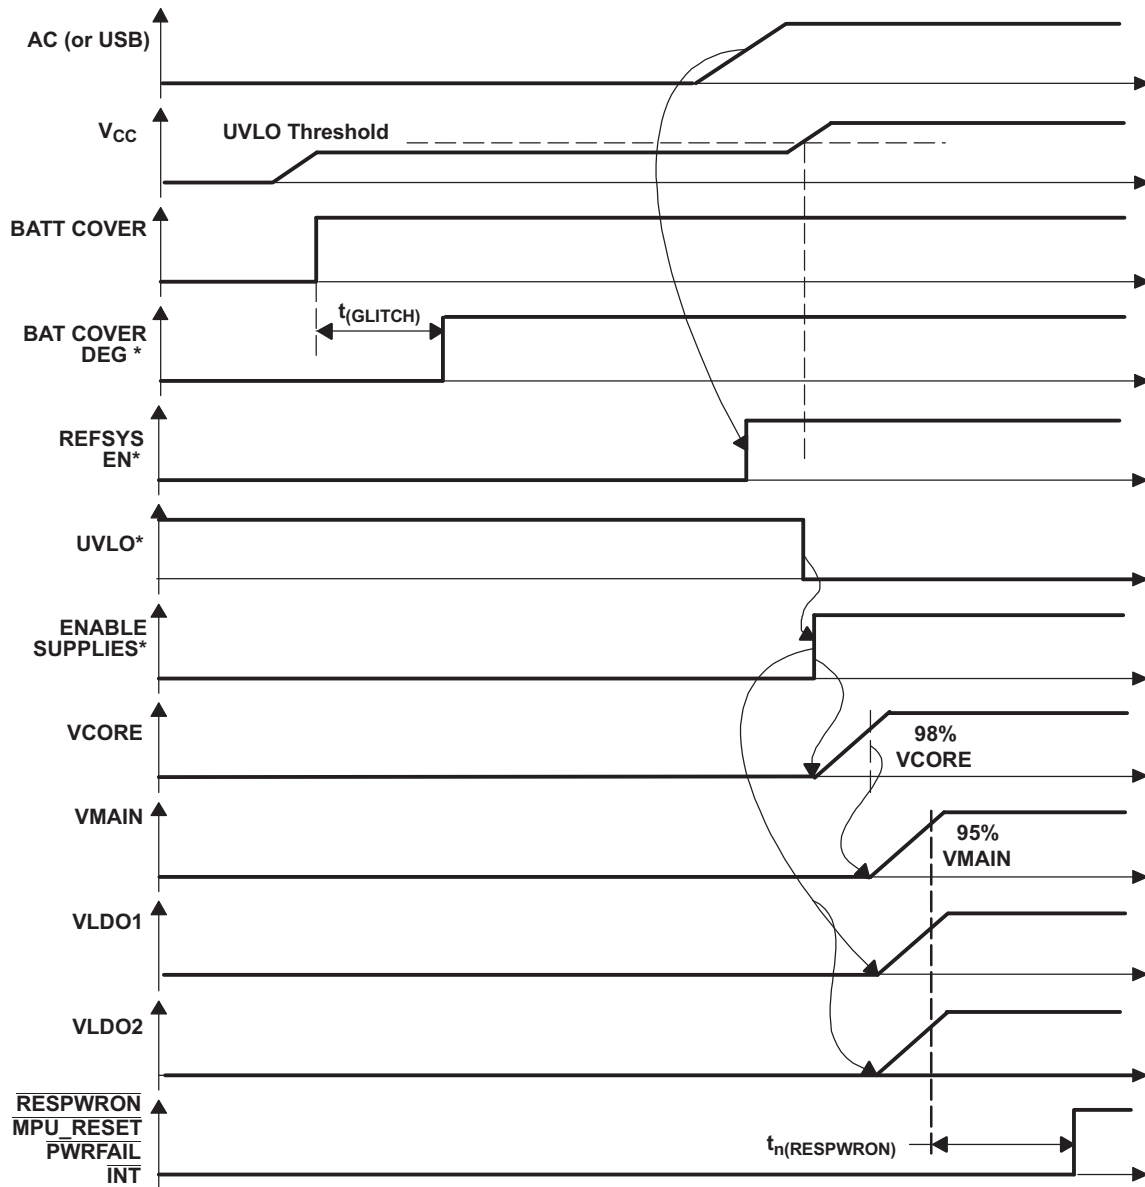 AC (or USB)
V_CC
UVLO Threshold
BATT COVER
t(GLITCH)
BAT COVER
DEG *
REFSYS
EN*
UVLO*
ENABLE
SUPPLIES*
VCORE
98%
VCORE
VMAIN
95%
VMAIN
VLDO1
VLDO2
RESPWRON
MPU_RESET
PWRFAIL
INT
tn(RESPWRON)